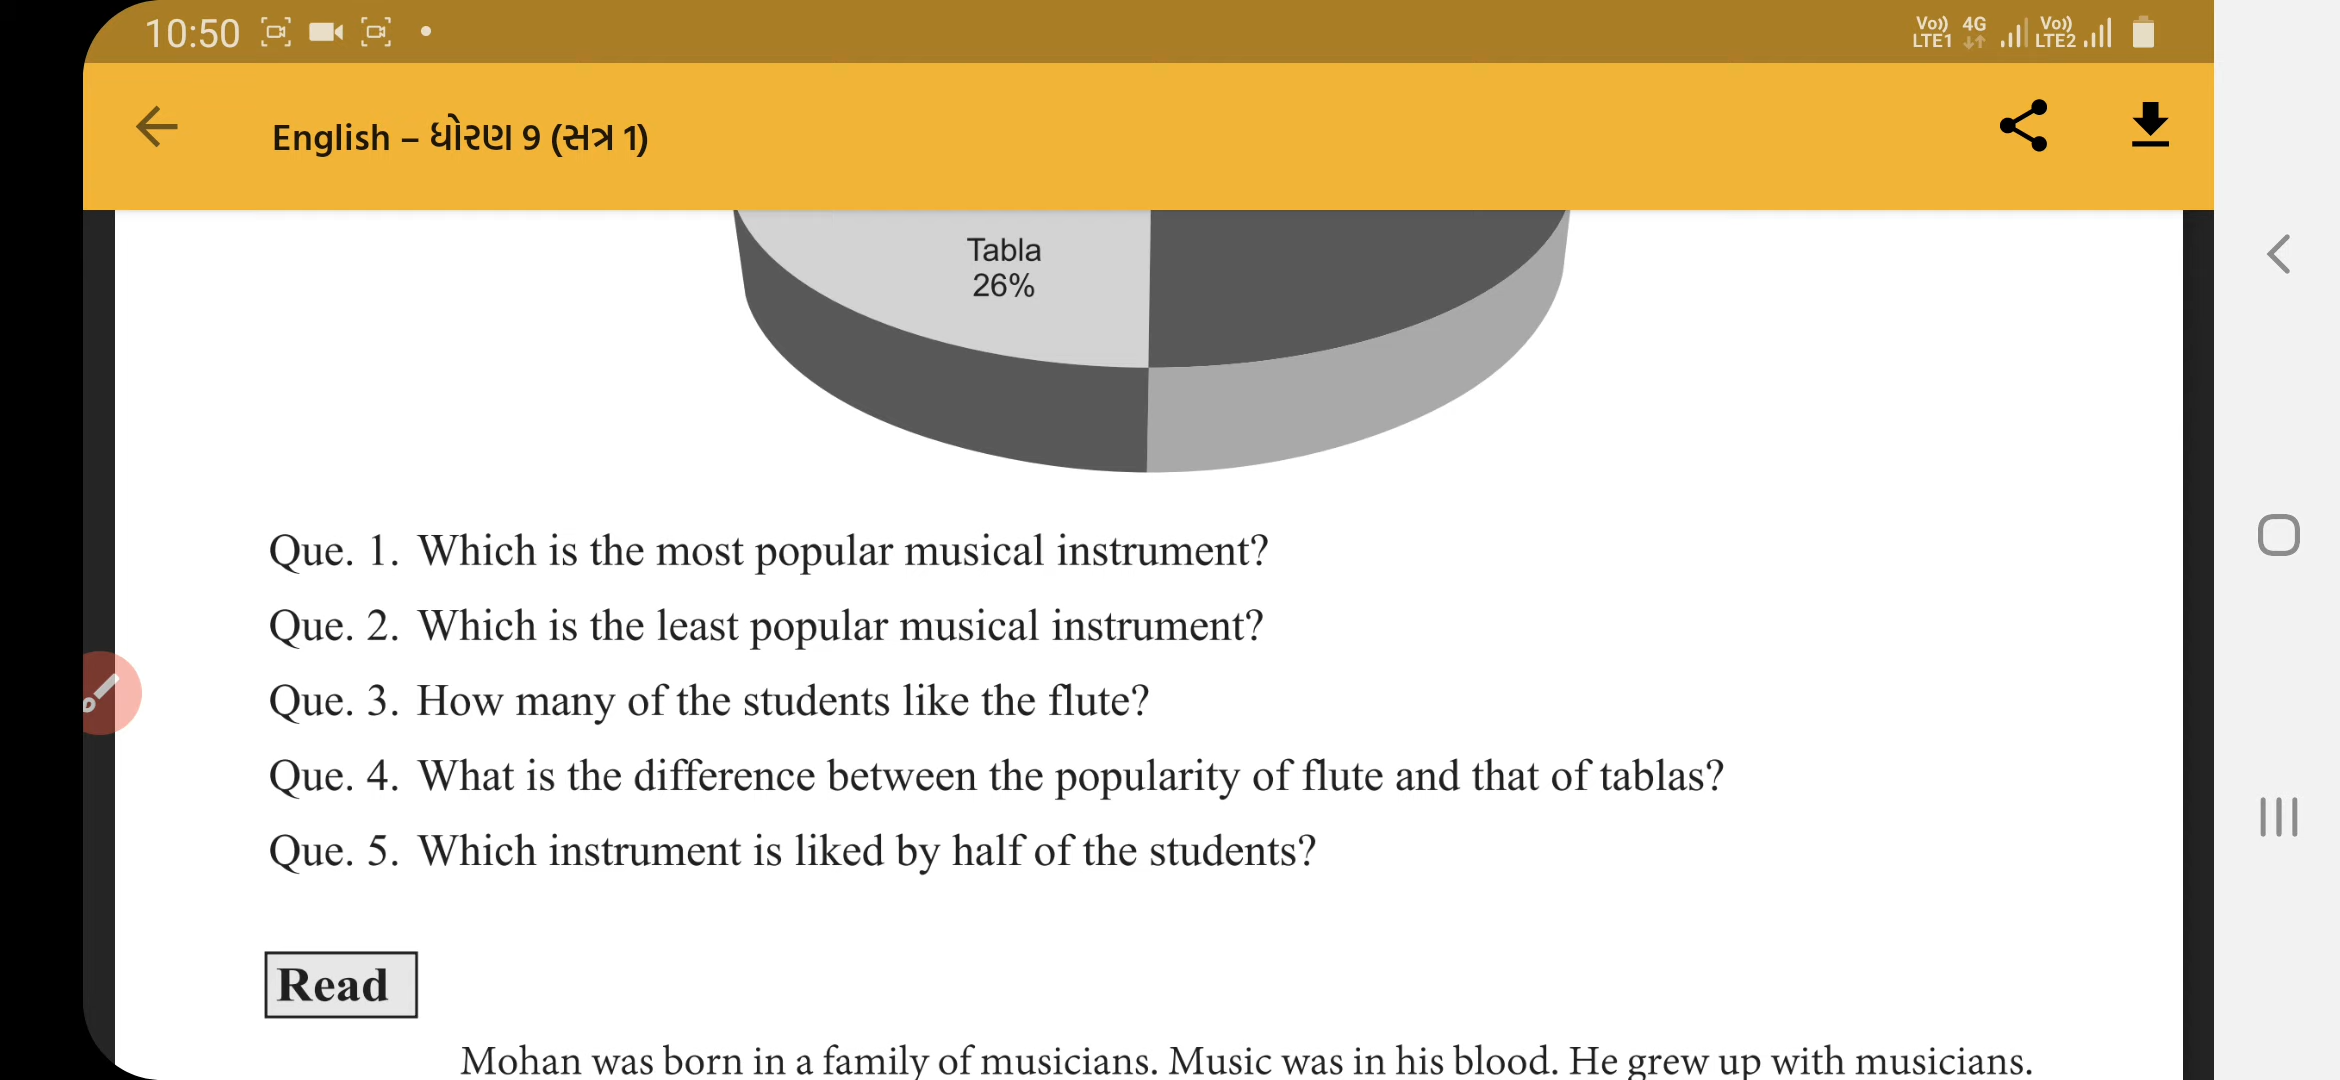 10:50
Vo)) 4G Vo))
LTE1 LTE2
English – ધોરણ 9 (સત્ર 1)
Tabla
26%
Que. 1. Which is the most popular musical instrument?
Que. 2. Which is the least popular musical instrument?
Que. 3. How many of the students like the flute?
Que. 4. What is the difference between the popularity of flute and that of tablas?
Que. 5. Which instrument is liked by half of the students?
Read
Mohan was born in a family of musicians. Music was in his blood. He grew up with musicians.